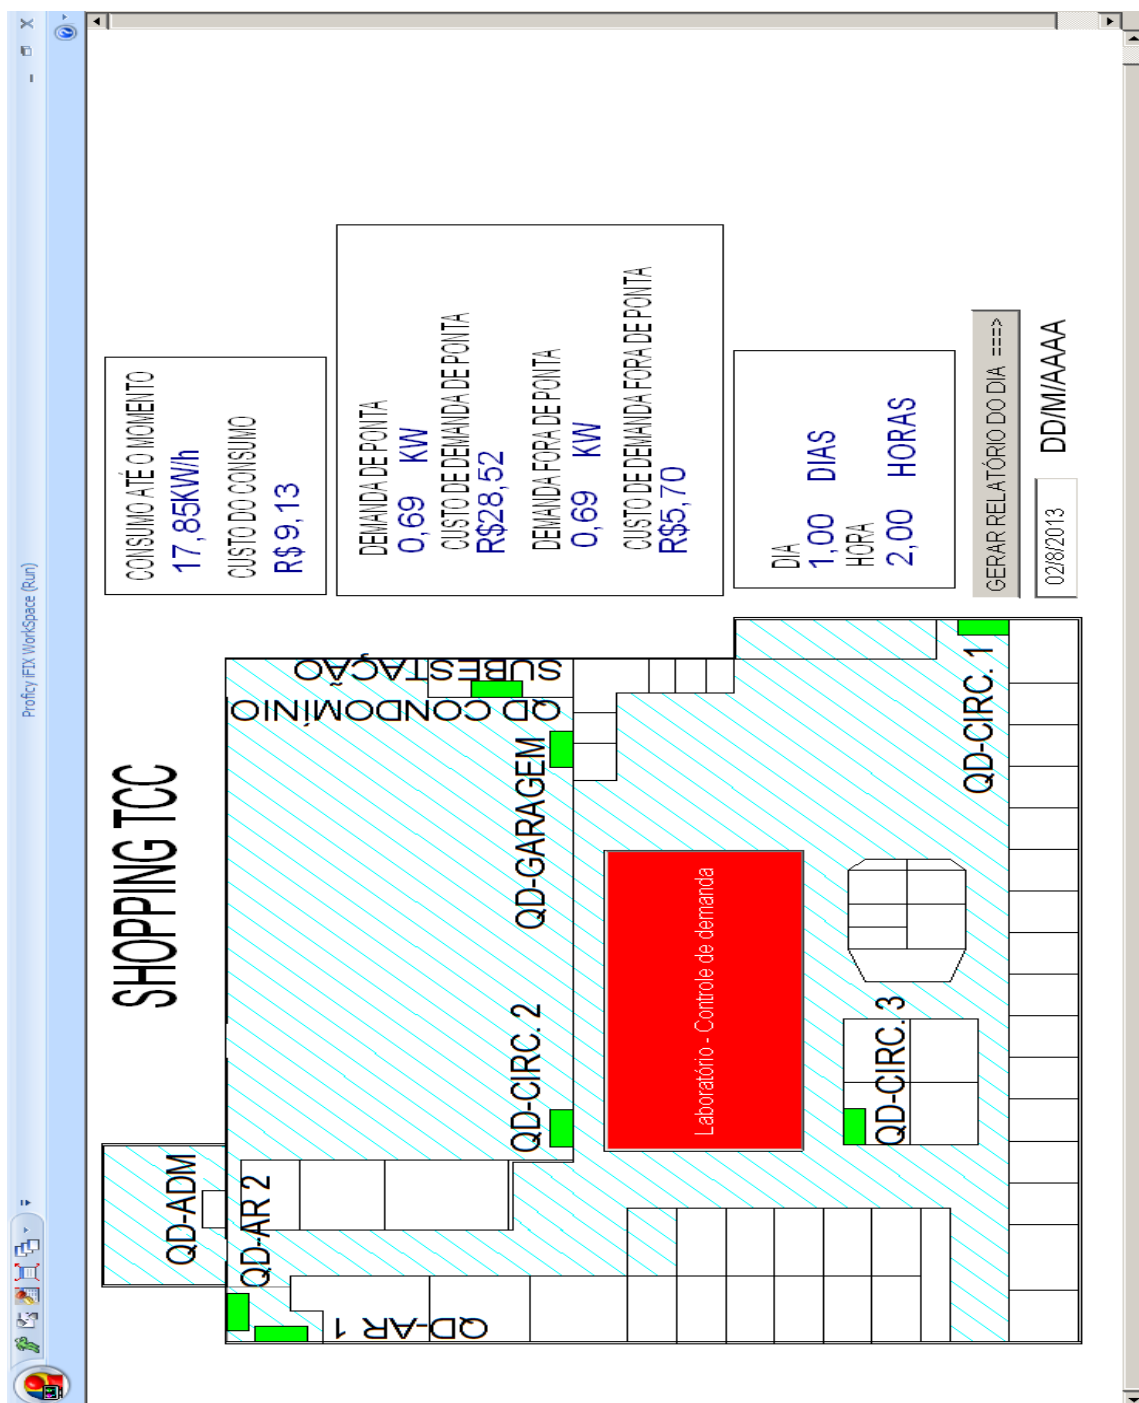 Proficy iFIX WorkSpace (Run)
SHOPPING TCC
QD-ADM
QD-AR 2
QD-AR 1
QD-CIRC. 2
QD-GARAGEM
QD CONDOMÍNIO
SUBESTAÇÃO
Laboratório - Controle de demanda
QD-CIRC. 3
QD-CIRC. 1
CONSUMO ATÉ O MOMENTO
17,85KW/h
CUSTO DO CONSUMO
R$ 9,13
DEMANDA DE PONTA
0,69 KW
CUSTO DE DEMANDA DE PONTA
R$28,52
DEMANDA FORA DE PONTA
0,69 KW
CUSTO DE DEMANDA FORA DE PONTA
R$5,70
DIA
1,00 DIAS
HORA
2,00 HORAS
GERAR RELATÓRIO DO DIA ====>
02/8/2013 DD/M/AAAA